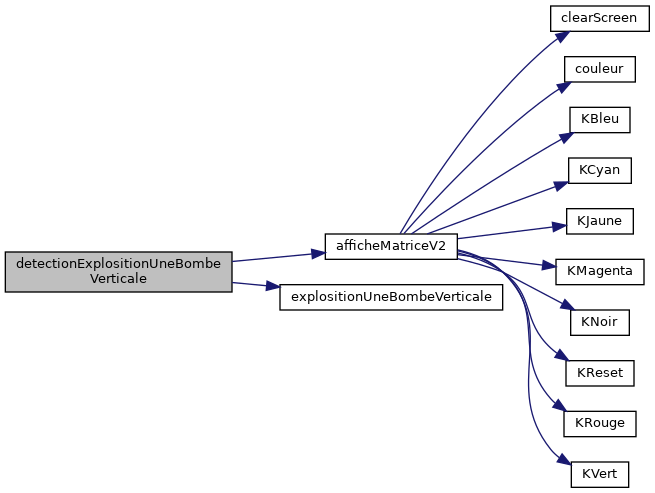 detectionExplositionUneBombe
Verticale
afficheMatriceV2
explositionUneBombeVerticale
clearScreen
couleur
KBleu
KCyan
KJaune
KMagenta
KNoir
KReset
KRouge
KVert